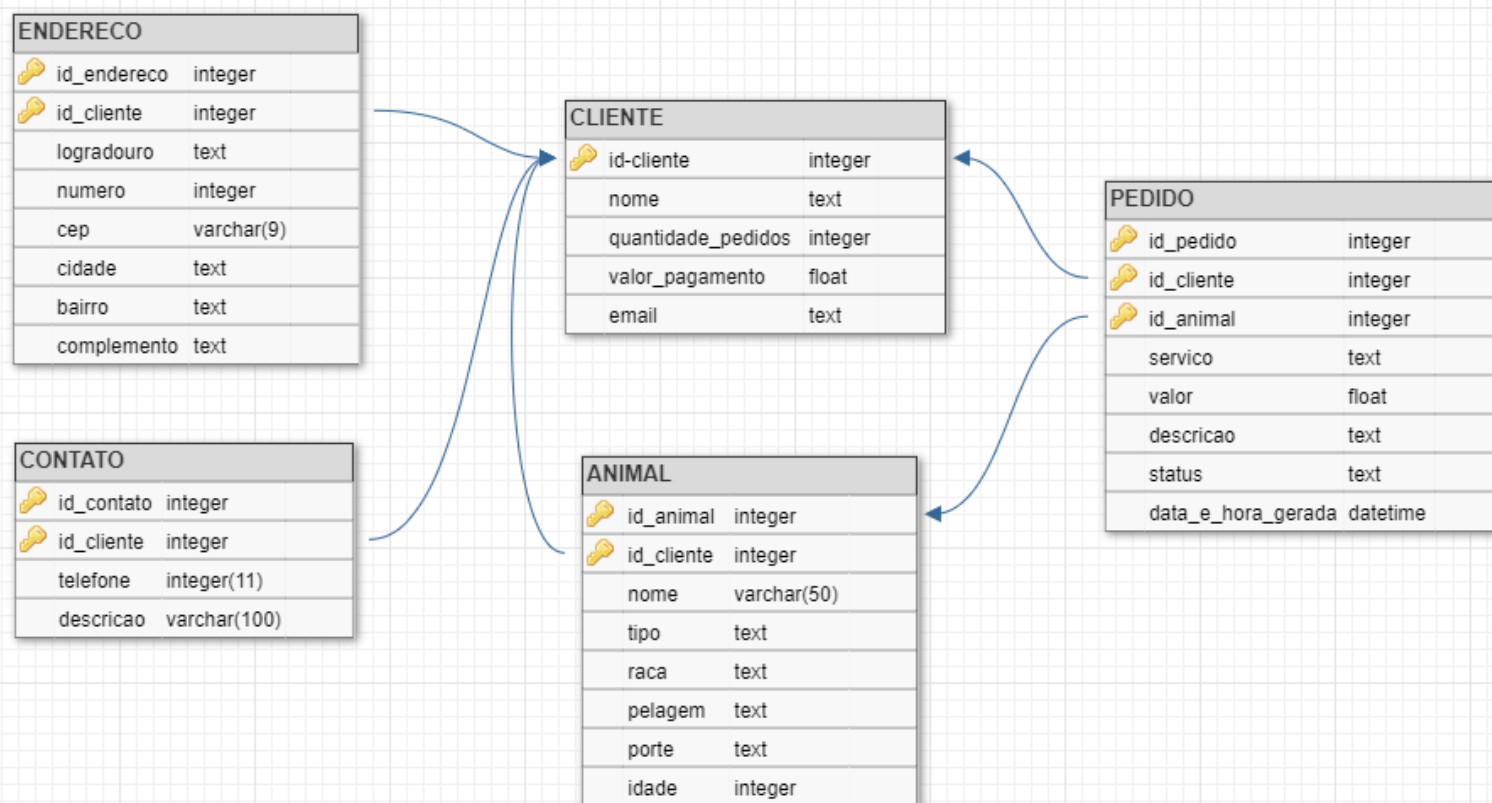 ENDERECO
id_endereco integer
id_cliente integer
logradouro text
numero integer
cep varchar(9)
cidade text
bairro text
complemento text
CLIENTE
id-cliente integer
nome text
quantidade_pedidos integer
valor_pagamento float
email text
PEDIDO
id_pedido integer
id_cliente integer
id_animal integer
servico text
valor float
descricao text
status text
data_e_hora_gerada datetime
CONTATO
id_contato integer
id_cliente integer
telefone integer(11)
descricao varchar(100)
ANIMAL
id_animal integer
id_cliente integer
nome varchar(50)
tipo text
raca text
pelagem text
porte text
idade integer